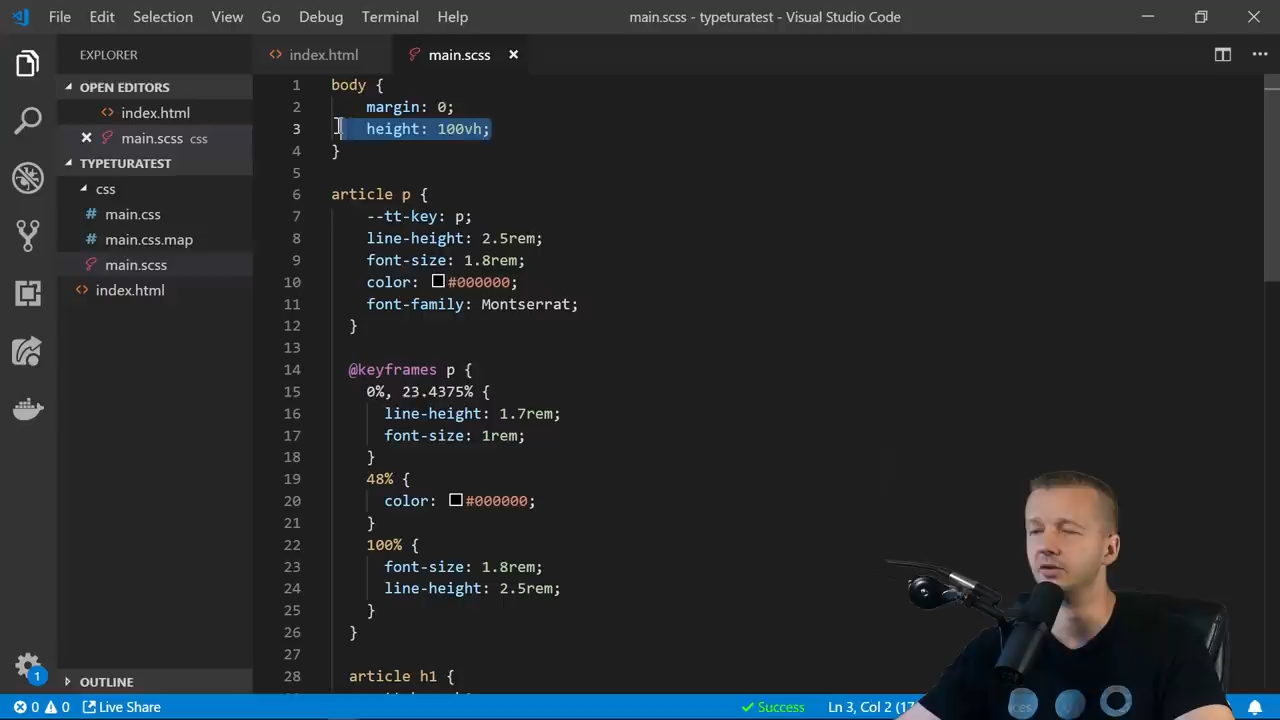 File Edit Selection View Go Debug Terminal Help main.scss - typeturatest - Visual Studio Code
EXPLORER
OPEN EDITORS
index.html
main.scss css
TYPETURATEST
css
main.css
main.css.map
main.scss
index.html
OUTLINE
index.html main.scss
1 body {
2 margin: 0;
3 height: 100vh;
4 }
5
6 article p {
7 --tt-key: p;
8 line-height: 2.5rem;
9 font-size: 1.8rem;
10 color: #000000;
11 font-family: Montserrat;
12 }
13
14 @keyframes p {
15 0%, 23.4375% {
16 line-height: 1.7rem;
17 font-size: 1rem;
18 }
19 48% {
20 color: #000000;
21 }
22 100% {
23 font-size: 1.8rem;
24 line-height: 2.5rem;
25 }
26 }
27
28 article h1 {
1
0 0 Live Share Success Ln 3, Col 2